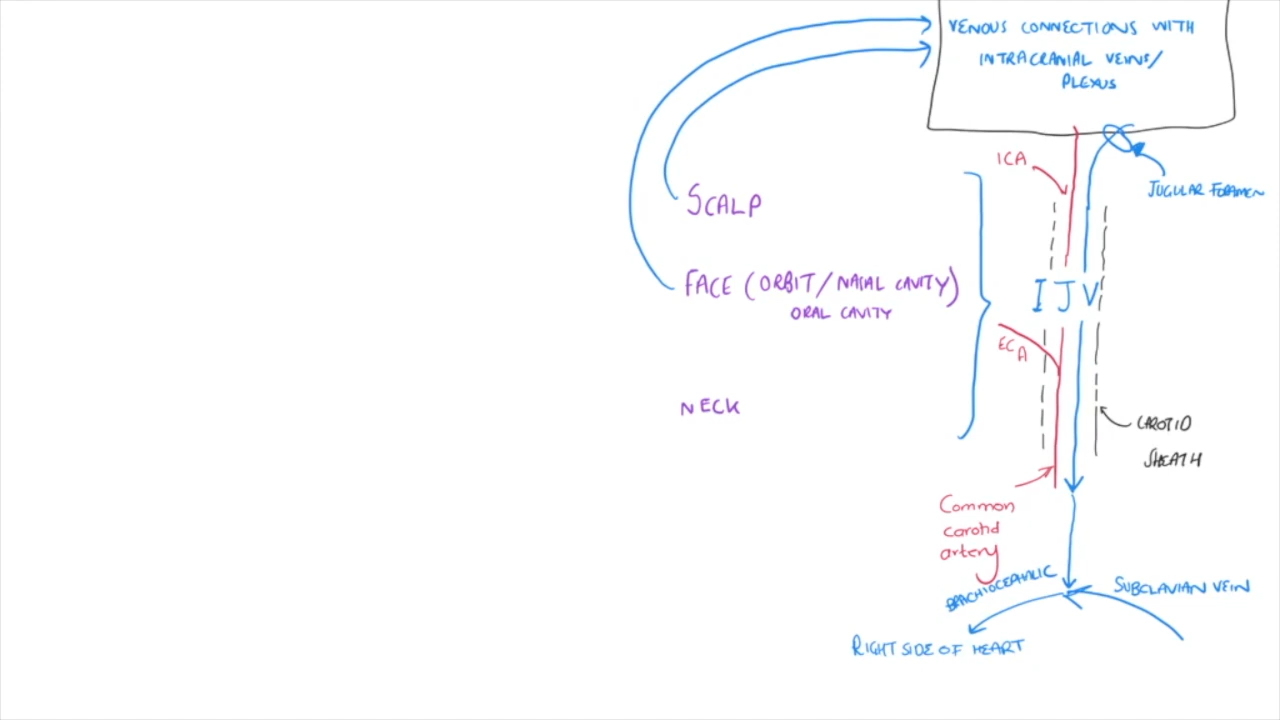 VENOUS CONNECTIONS WITH
INTRACRANIAL VEINS/
PLEXUS
ICA
JUGULAR FORAMEN
SCALP
FACE (ORBIT/NASAL CAVITY)
ORAL CAVITY
IJV
ECA
NECK
CAROTID
SHEATH
Common
carotid
artery
BRACHIOCEPHALIC
SUBCLAVIAN VEIN
RIGHT SIDE OF HEART